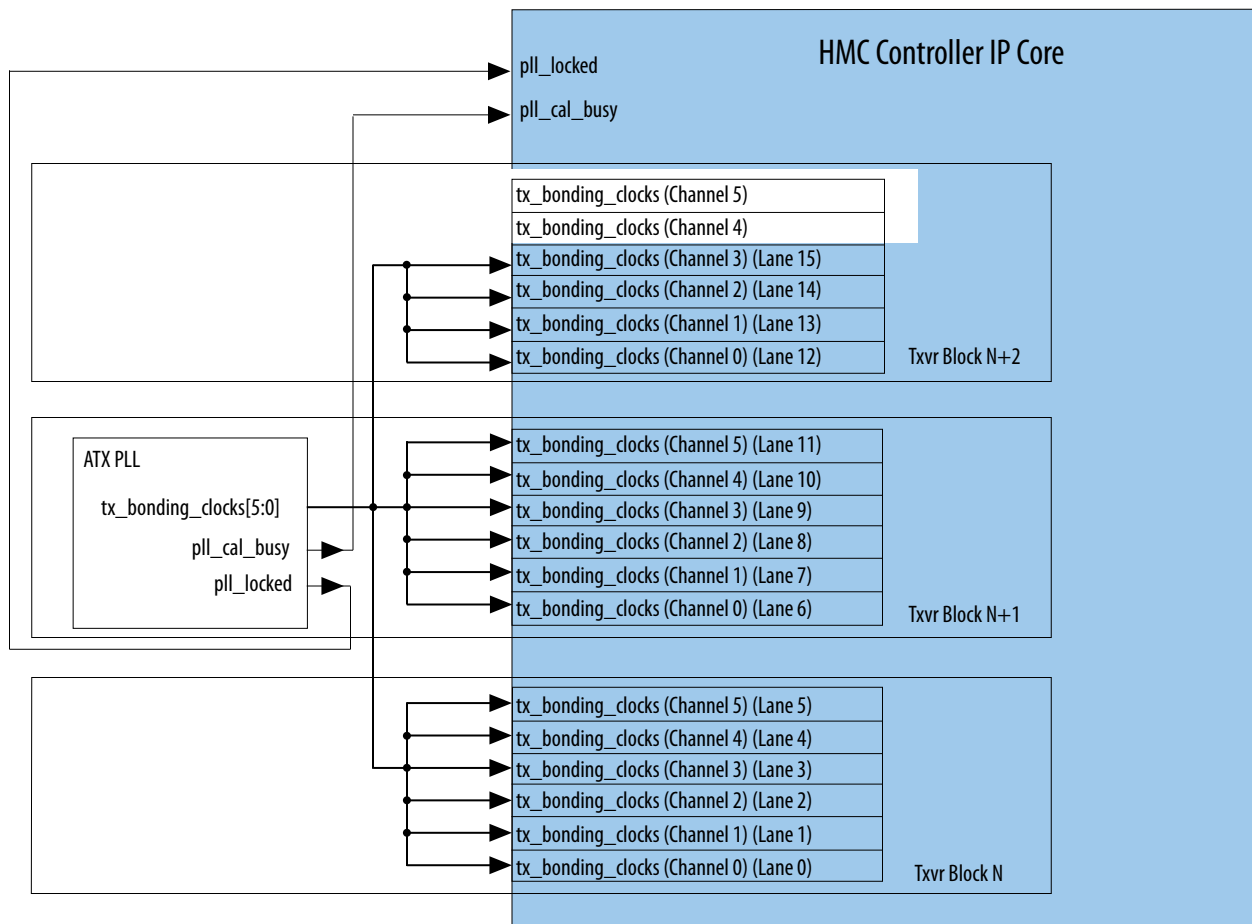 HMC Controller IP Core
pll_locked
pll_cal_busy
tx_bonding_clocks (Channel 5)
tx_bonding_clocks (Channel 4)
tx_bonding_clocks (Channel 3) (Lane 15)
tx_bonding_clocks (Channel 2) (Lane 14)
tx_bonding_clocks (Channel 1) (Lane 13)
tx_bonding_clocks (Channel 0) (Lane 12)
Txvr Block N+2
ATX PLL
tx_bonding_clocks[5:0]
pll_cal_busy
pll_locked
tx_bonding_clocks (Channel 5) (Lane 11)
tx_bonding_clocks (Channel 4) (Lane 10)
tx_bonding_clocks (Channel 3) (Lane 9)
tx_bonding_clocks (Channel 2) (Lane 8)
tx_bonding_clocks (Channel 1) (Lane 7)
tx_bonding_clocks (Channel 0) (Lane 6)
Txvr Block N+1
tx_bonding_clocks (Channel 5) (Lane 5)
tx_bonding_clocks (Channel 4) (Lane 4)
tx_bonding_clocks (Channel 3) (Lane 3)
tx_bonding_clocks (Channel 2) (Lane 2)
tx_bonding_clocks (Channel 1) (Lane 1)
tx_bonding_clocks (Channel 0) (Lane 0)
Txvr Block N